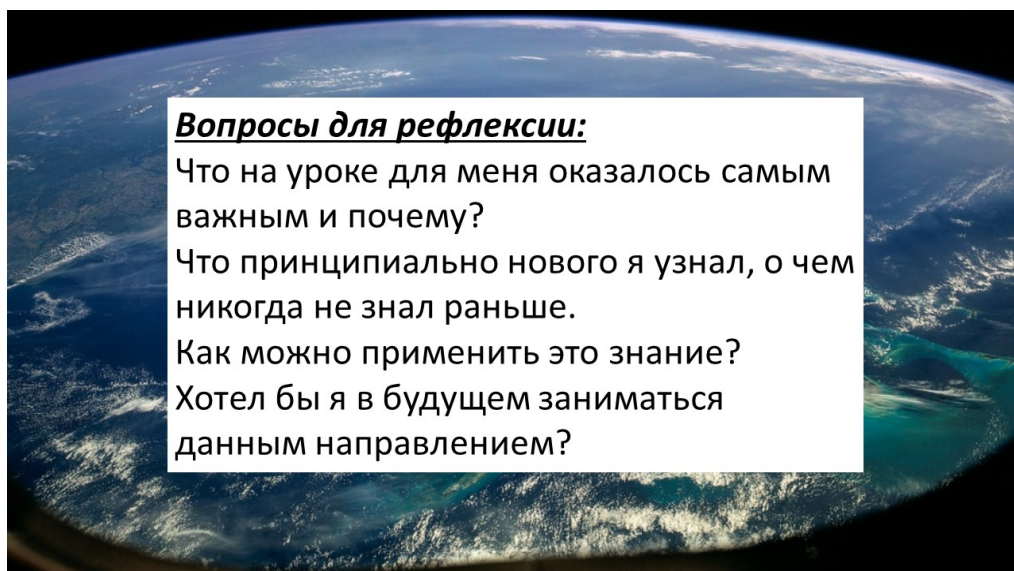 Вопросы для рефлексии:
Что на уроке для меня оказалось самым
важным и почему?
Что принципиально нового я узнал, о чем
никогда не знал раньше.
Как можно применить это знание?
Хотел бы я в будущем заниматься
данным направлением?